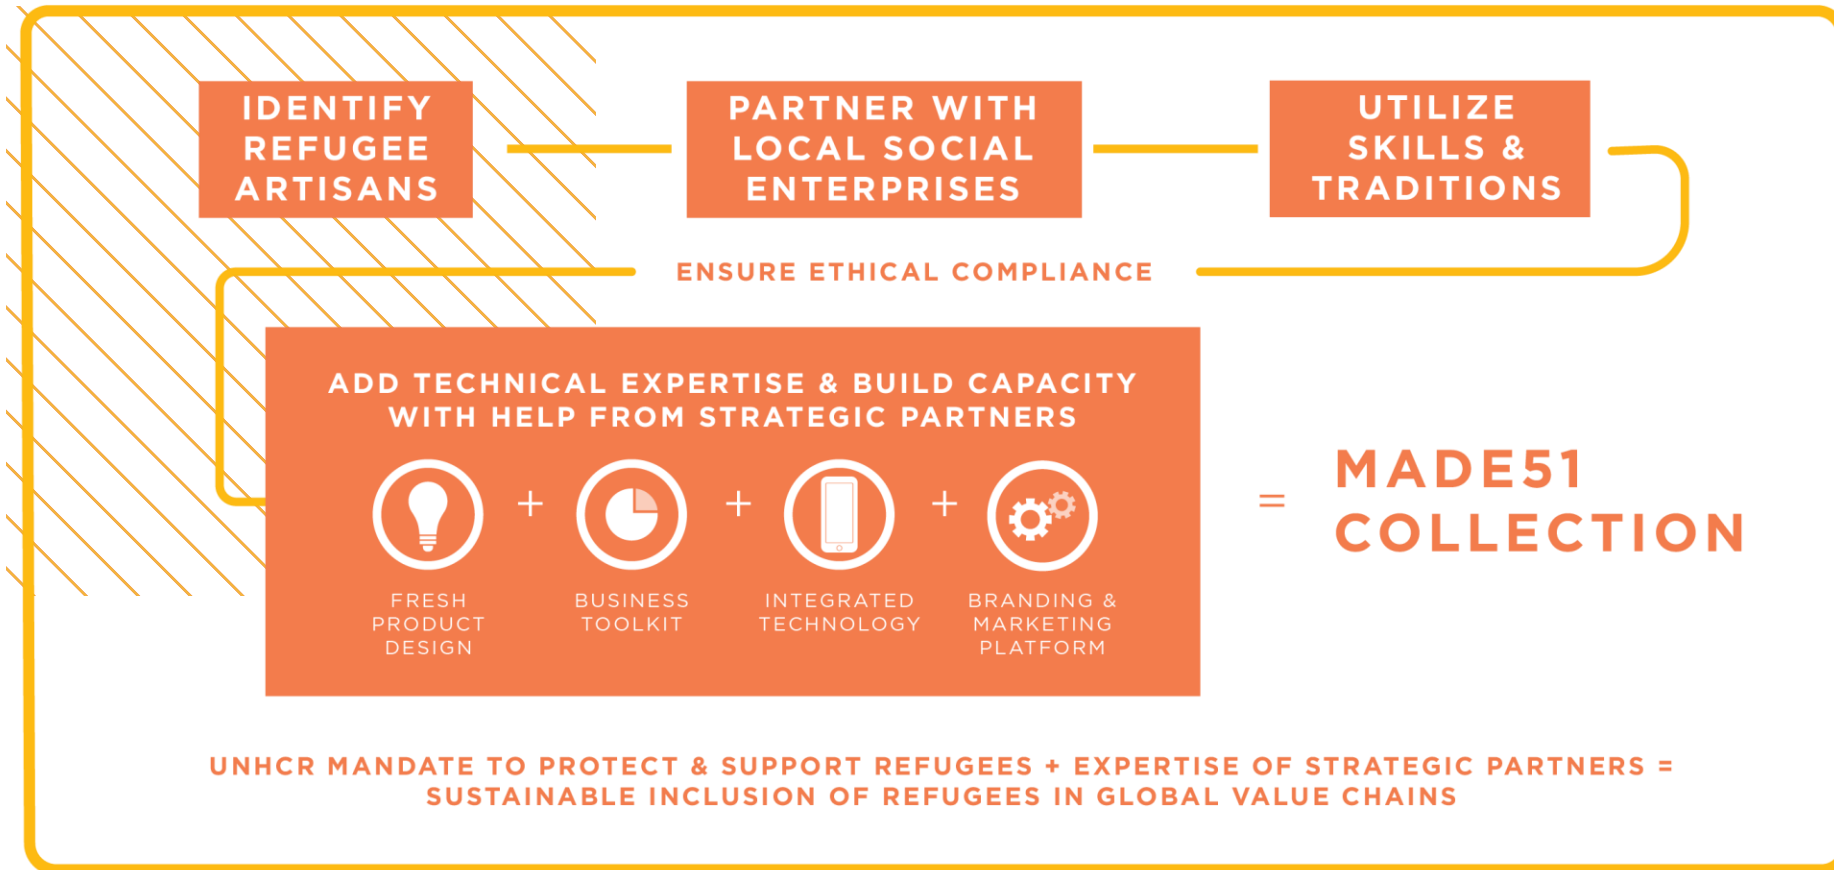 IDENTIFY
REFUGEE
ARTISANS
PARTNER WITH
LOCAL SOCIAL
ENTERPRISES
UTILIZE
SKILLS &
TRADITIONS
ENSURE ETHICAL COMPLIANCE
ADD TECHNICAL EXPERTISE & BUILD CAPACITY
WITH HELP FROM STRATEGIC PARTNERS
+
+
+
FRESH
PRODUCT
DESIGN
BUSINESS
TOOLKIT
INTEGRATED
TECHNOLOGY
BRANDING &
MARKETING
PLATFORM
=
MADE51
COLLECTION
UNHCR MANDATE TO PROTECT & SUPPORT REFUGEES + EXPERTISE OF STRATEGIC PARTNERS =
SUSTAINABLE INCLUSION OF REFUGEES IN GLOBAL VALUE CHAINS